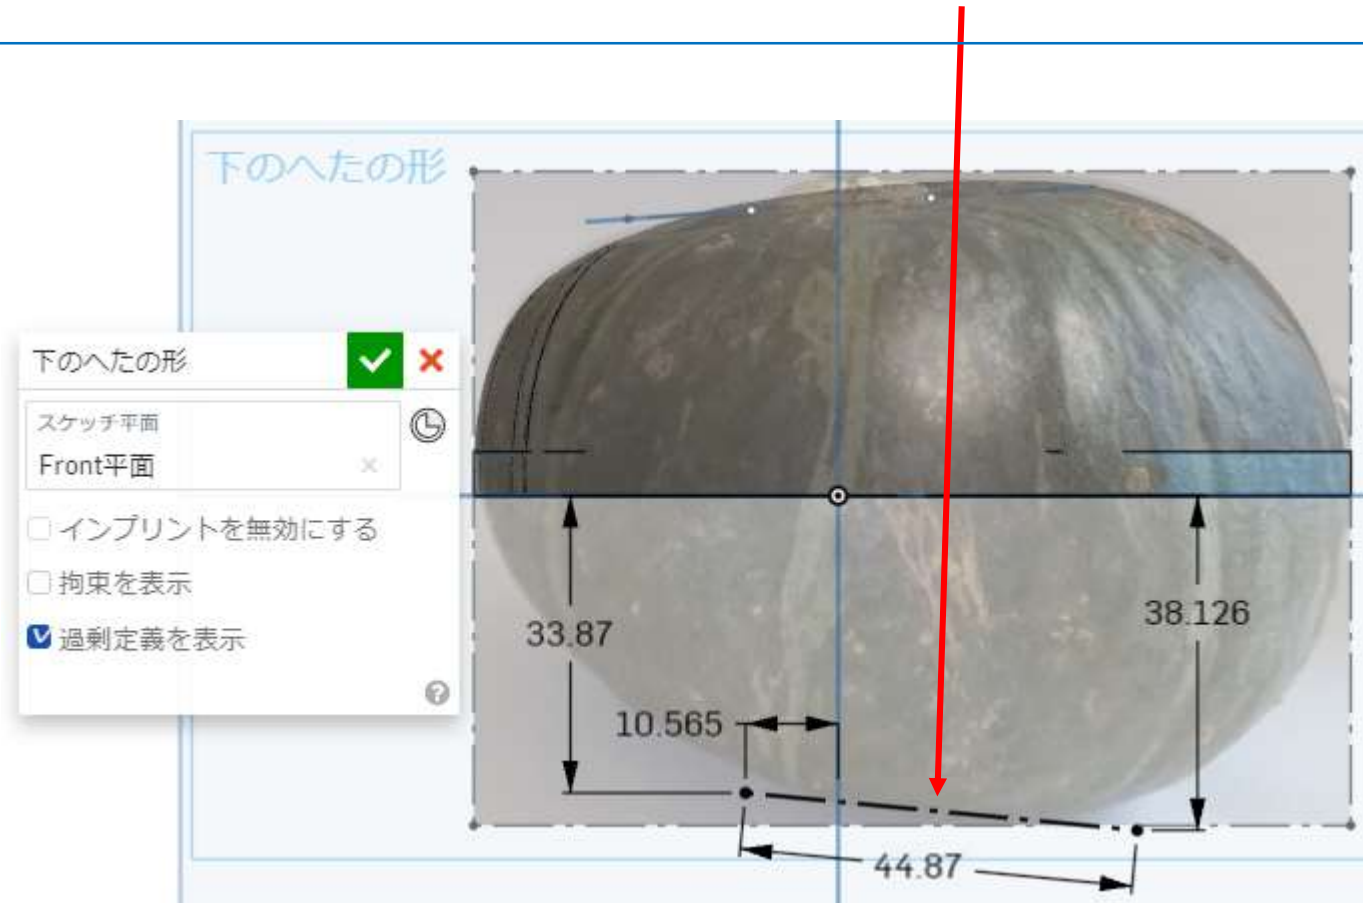 下のへたの形
下のへたの形
スケッチ平面
Front平面
インプリントを無効にする
拘束を表示
過剰定義を表示
33.87
38.126
10.565
44.87